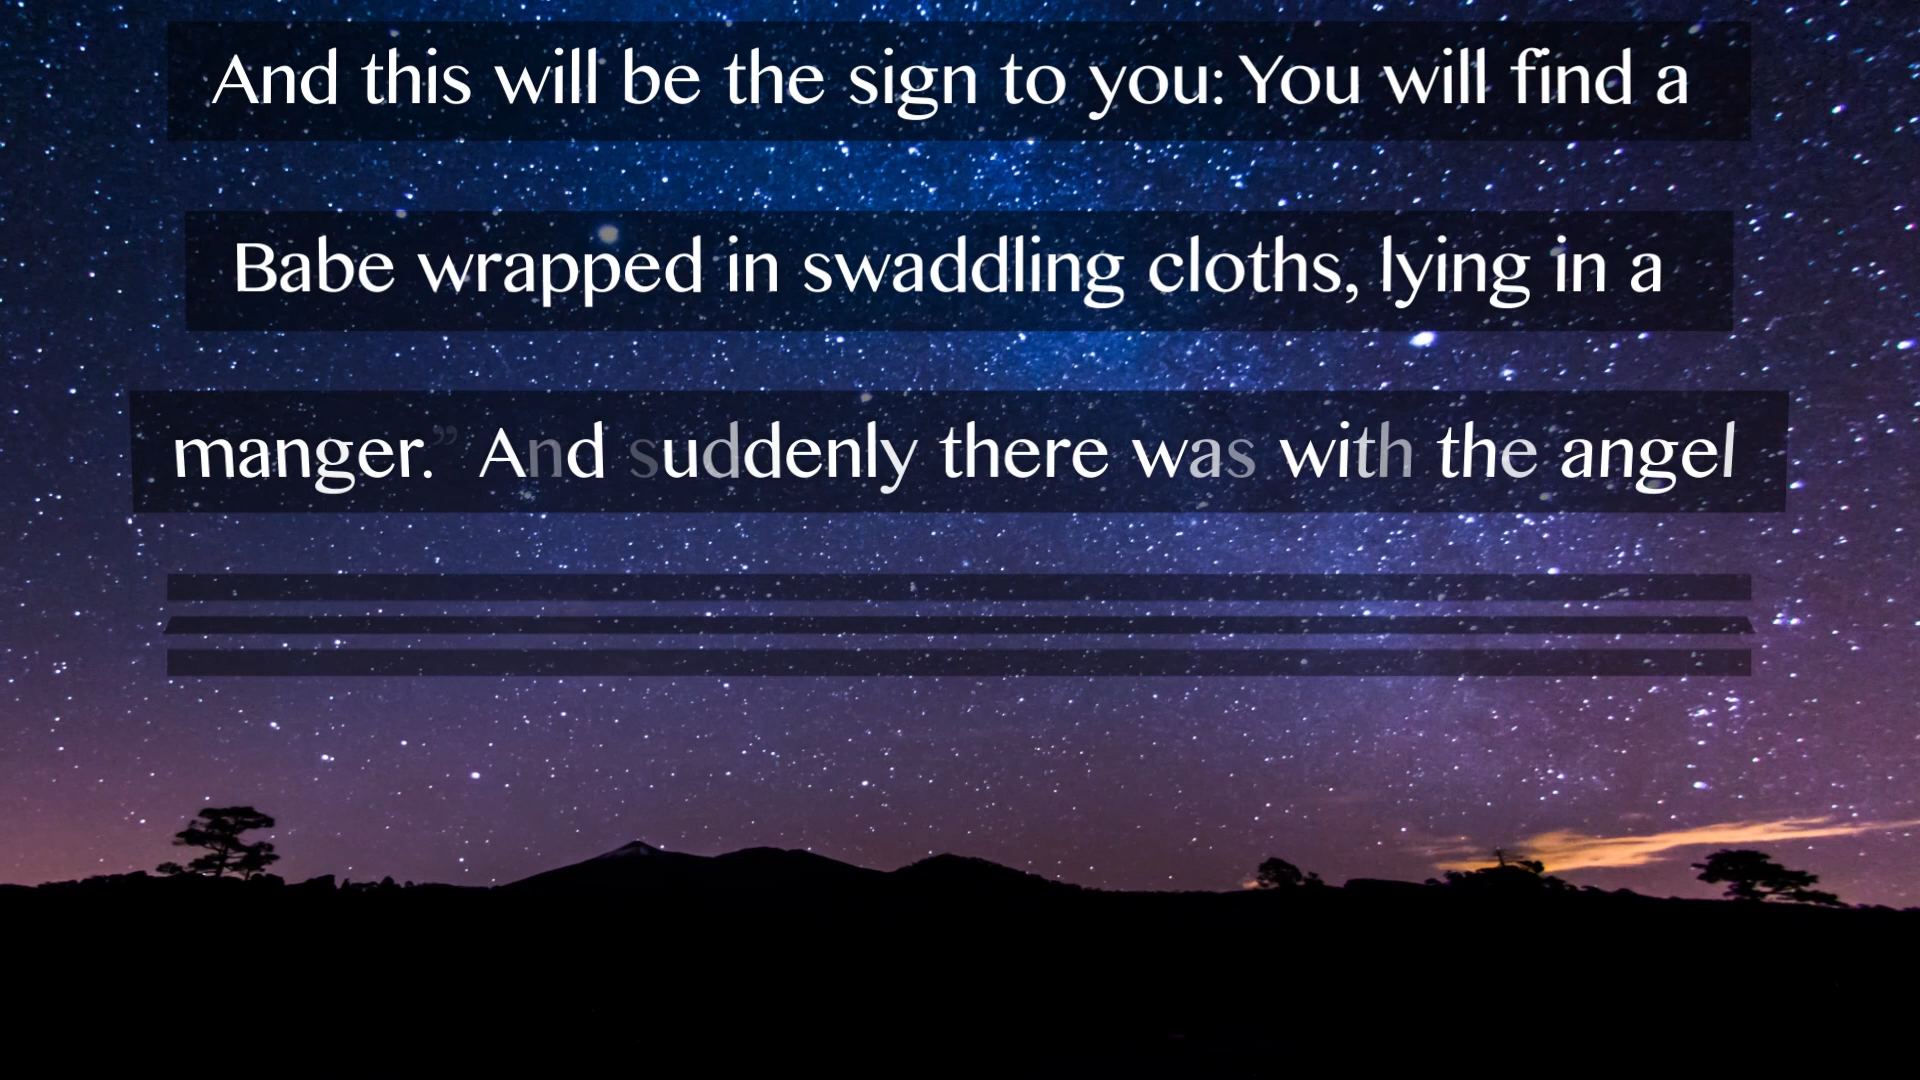 And this will be the sign to you: You will find a
Babe wrapped in swaddling cloths, lying in a
manger.” And suddenly there was with the angel